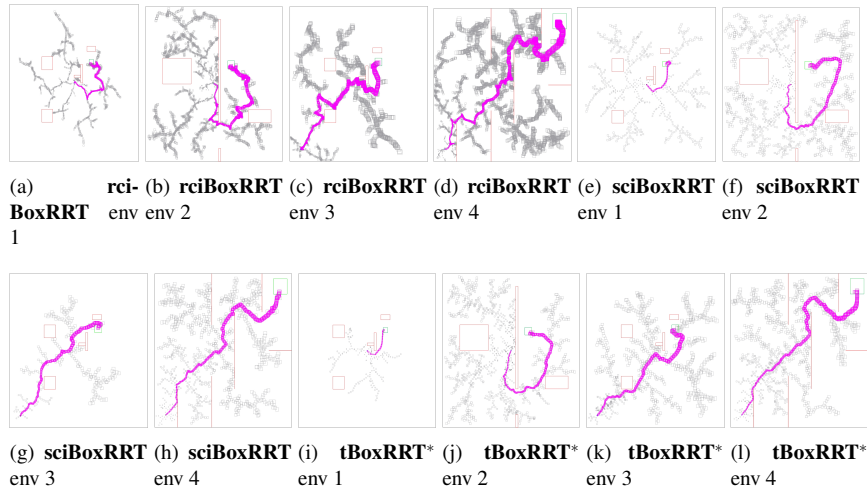 (a) rci- (b) rciBoxRRT (c) rciBoxRRT (d) rciBoxRRT (e) sciBoxRRT (f) sciBoxRRT
BoxRRT env env 2 env 3 env 4 env 1 env 2
1
(g) sciBoxRRT (h) sciBoxRRT (i) tBoxRRT* (j) tBoxRRT* (k) tBoxRRT* (l) tBoxRRT*
env 3 env 4 env 1 env 2 env 3 env 4